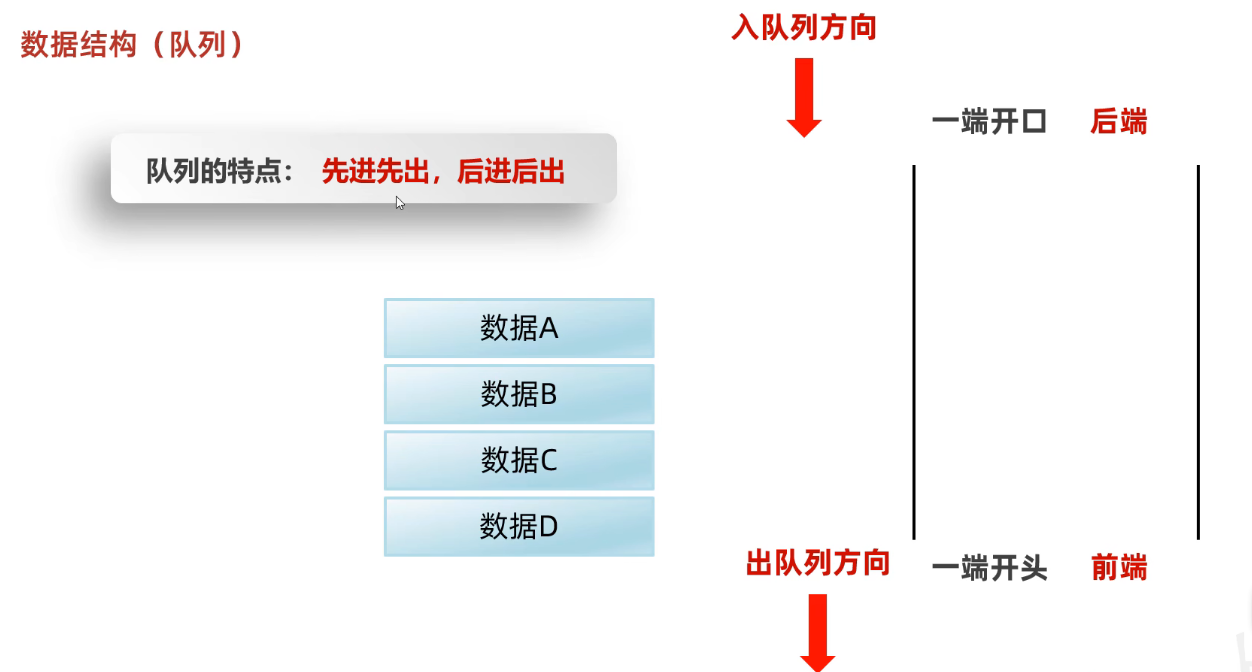 数据结构（队列）
队列的特点： 先进先出，后进后出
数据A
数据B
数据C
数据D
入队列方向
一端开口 后端
出队列方向
一端开头 前端